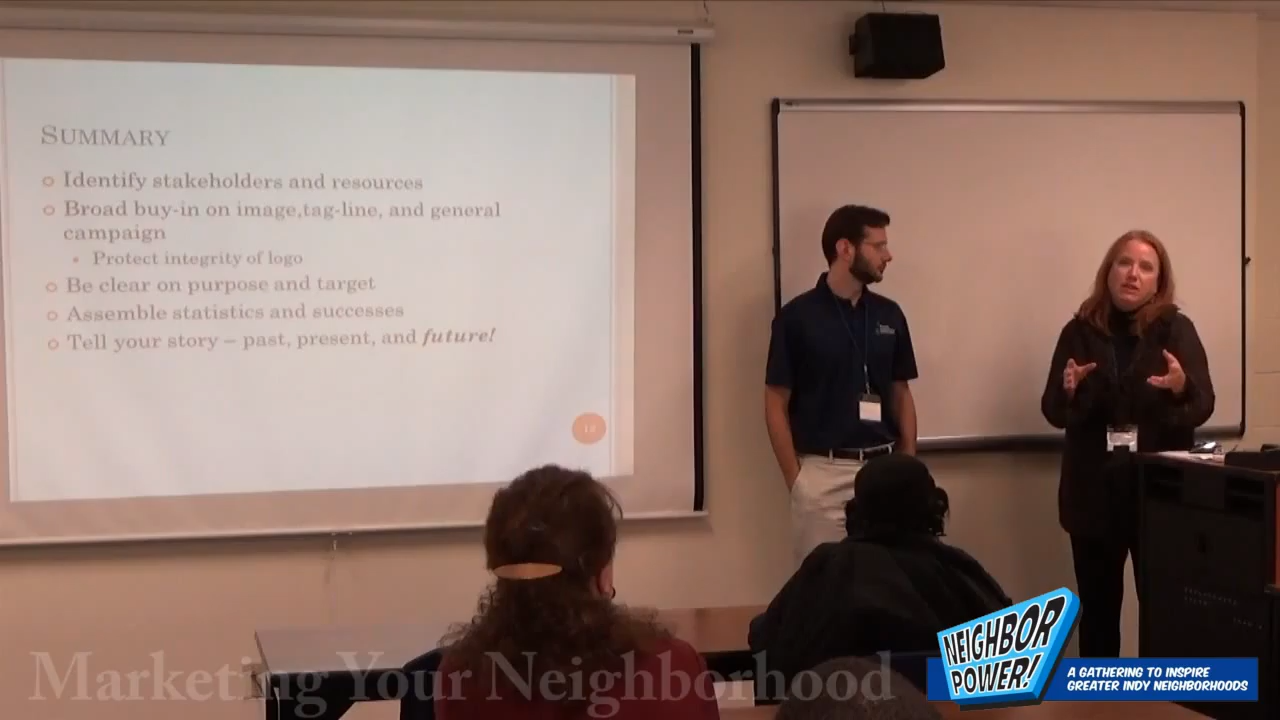 SUMMARY
Identify stakeholders and resources
Broad buy-in on image,tag-line, and general
campaign
Protect integrity of logo
Be clear on purpose and target
Assemble statistics and successes
Tell your story – past, present, and future!
Marketing Your Neighborhood
NEIGHBOR
POWER!
A GATHERING TO INSPIRE
GREATER INDY NEIGHBORHOODS